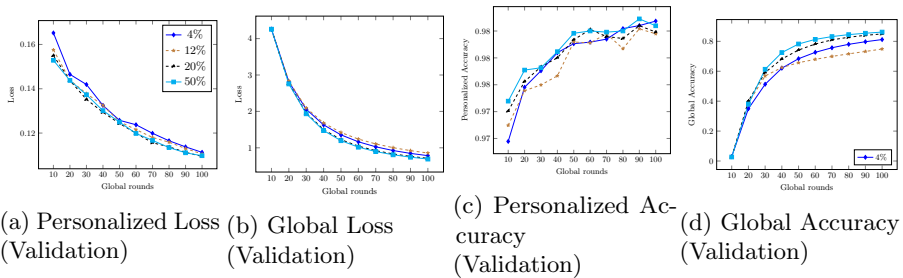 0.16
0.14
0.12
Loss
10 20 30 40 50 60 70 80 90 100
Global rounds
4%
12%
20%
50%
(a) Personalized Loss
(Validation)
4
3
2
1
Loss
10 20 30 40 50 60 70 80 90 100
Global rounds
(b) Global Loss
(Validation)
0.98
0.98
0.97
0.97
Personalized Accuracy
10 20 30 40 50 60 70 80 90 100
Global rounds
(c) Personalized Ac-
curacy
(Validation)
0.8
0.6
0.4
0.2
0
Global Accuracy
10 20 30 40 50 60 70 80 90 100
Global rounds
4%
(d) Global Accuracy
(Validation)